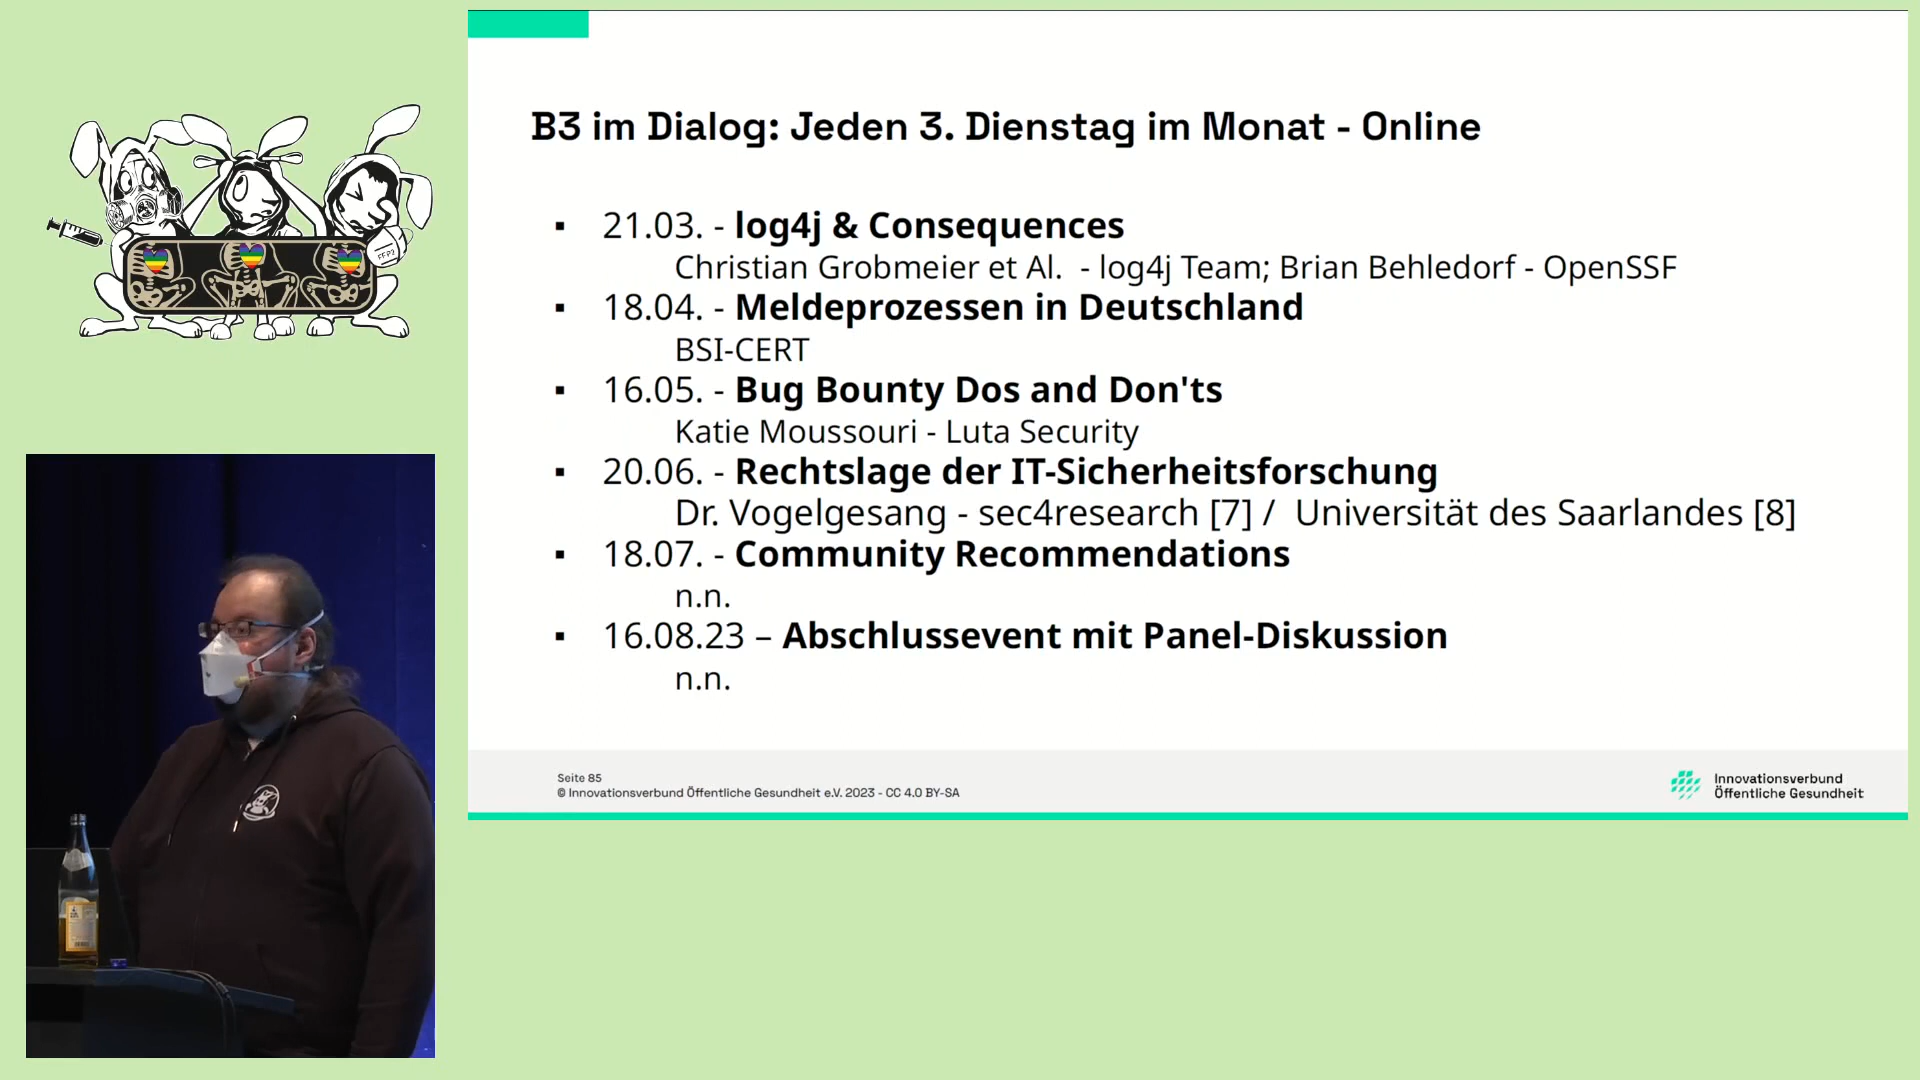 B3 im Dialog: Jeden 3. Dienstag im Monat - Online
▪ 21.03. - log4j & Consequences
Christian Grobmeier et Al. - log4j Team; Brian Behledorf - OpenSSF
▪ 18.04. - Meldeprozessen in Deutschland
BSI-CERT
▪ 16.05. - Bug Bounty Dos and Don'ts
Katie Moussouri - Luta Security
▪ 20.06. - Rechtslage der IT-Sicherheitsforschung
Dr. Vogelgesang - sec4research [7] / Universität des Saarlandes [8]
▪ 18.07. - Community Recommendations
n.n.
▪ 16.08.23 – Abschlussevent mit Panel-Diskussion
n.n.
Seite 85
© Innovationsverbund Öffentliche Gesundheit e.V. 2023 - CC 4.0 BY-SA
Innovationsverbund
Öffentliche Gesundheit
FFP2